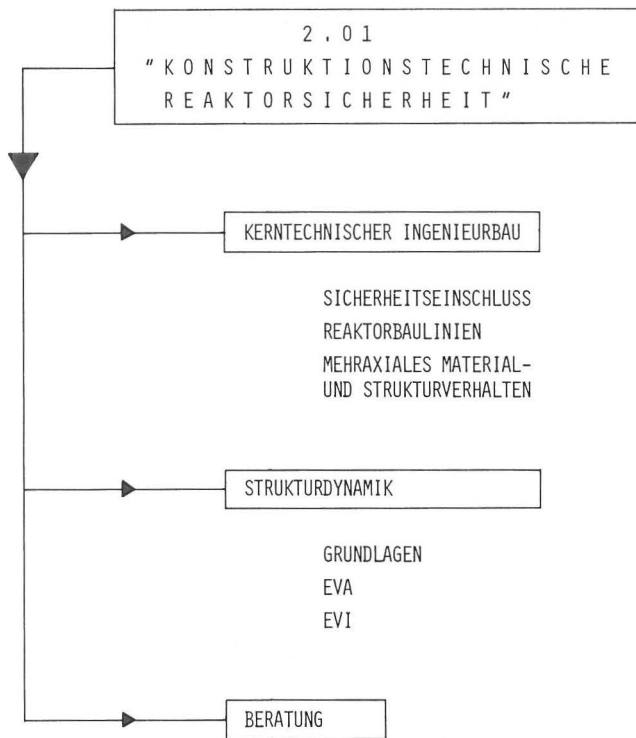 2.01
"KONSTRUKTIONSTECHNISCHE
REAKTORSICHERHEIT"
KERNTECHNISCHER INGENIEURBAU
SICHERHEITSEINSCHLUSS
REAKTORBAULINIEN
MEHRAXIALES MATERIAL-
UND STRUKTURVERHALTEN
STRUKTURDYNAMIK
GRUNDLAGEN
EVA
EVI
BERATUNG